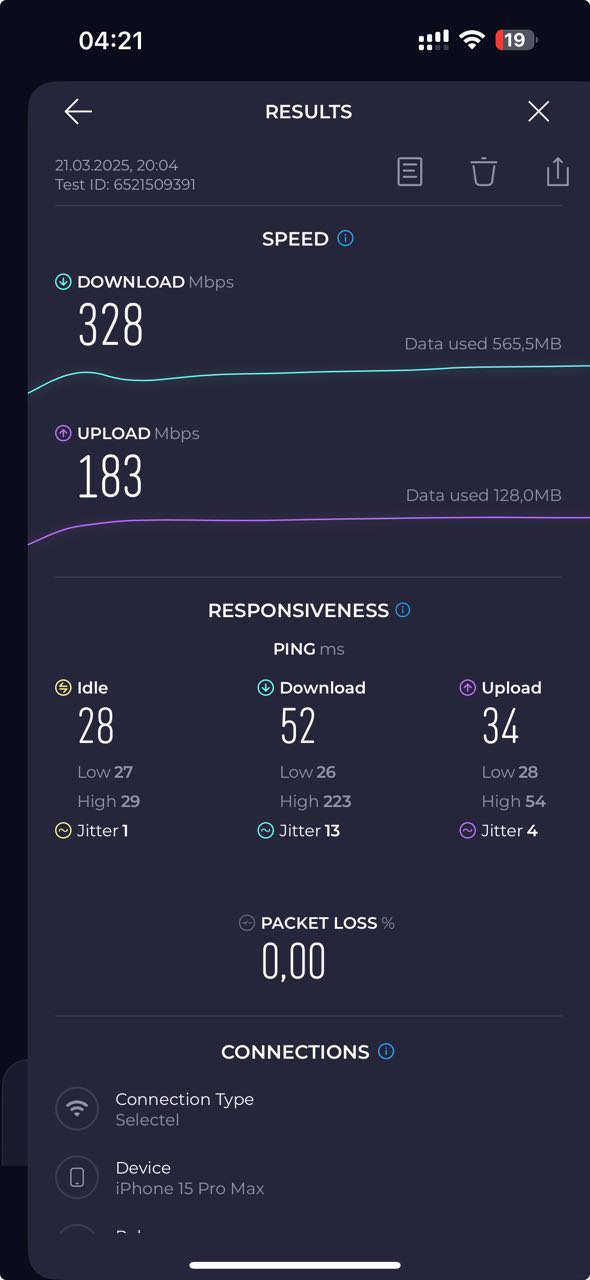 04:21
19
RESULTS
21.03.2025, 20:04
Test ID: 6521509391
SPEED
DOWNLOAD Mbps
328
Data used 565,5MB
UPLOAD Mbps
183
Data used 128,0MB
RESPONSIVENESS
PING ms
Idle Download Upload
28 52 34
Low 27 Low 26 Low 28
High 29 High 223 High 54
Jitter 1 Jitter 13 Jitter 4
PACKET LOSS %
0,00
CONNECTIONS
Connection Type
Selectel
Device
iPhone 15 Pro Max